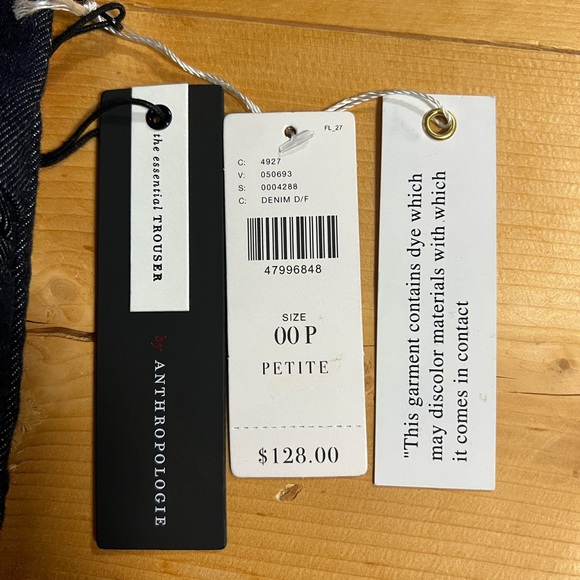 the essential TROUSER
by ANTHROPOLOGIE
FL_27
C: 4927
V: 050693
S: 0004288
C: DENIM D/F
47996848
SIZE
00 P
PETITE
$128.00
"This garment contains dye which
may discolor materials with which
it comes in contact